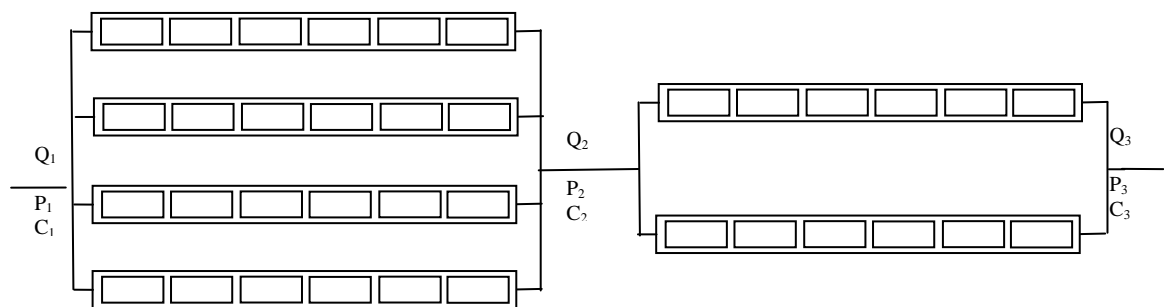 Q₁
P₁
C₁
Q₂
P₂
C₂
Q₃
P₃
C₃